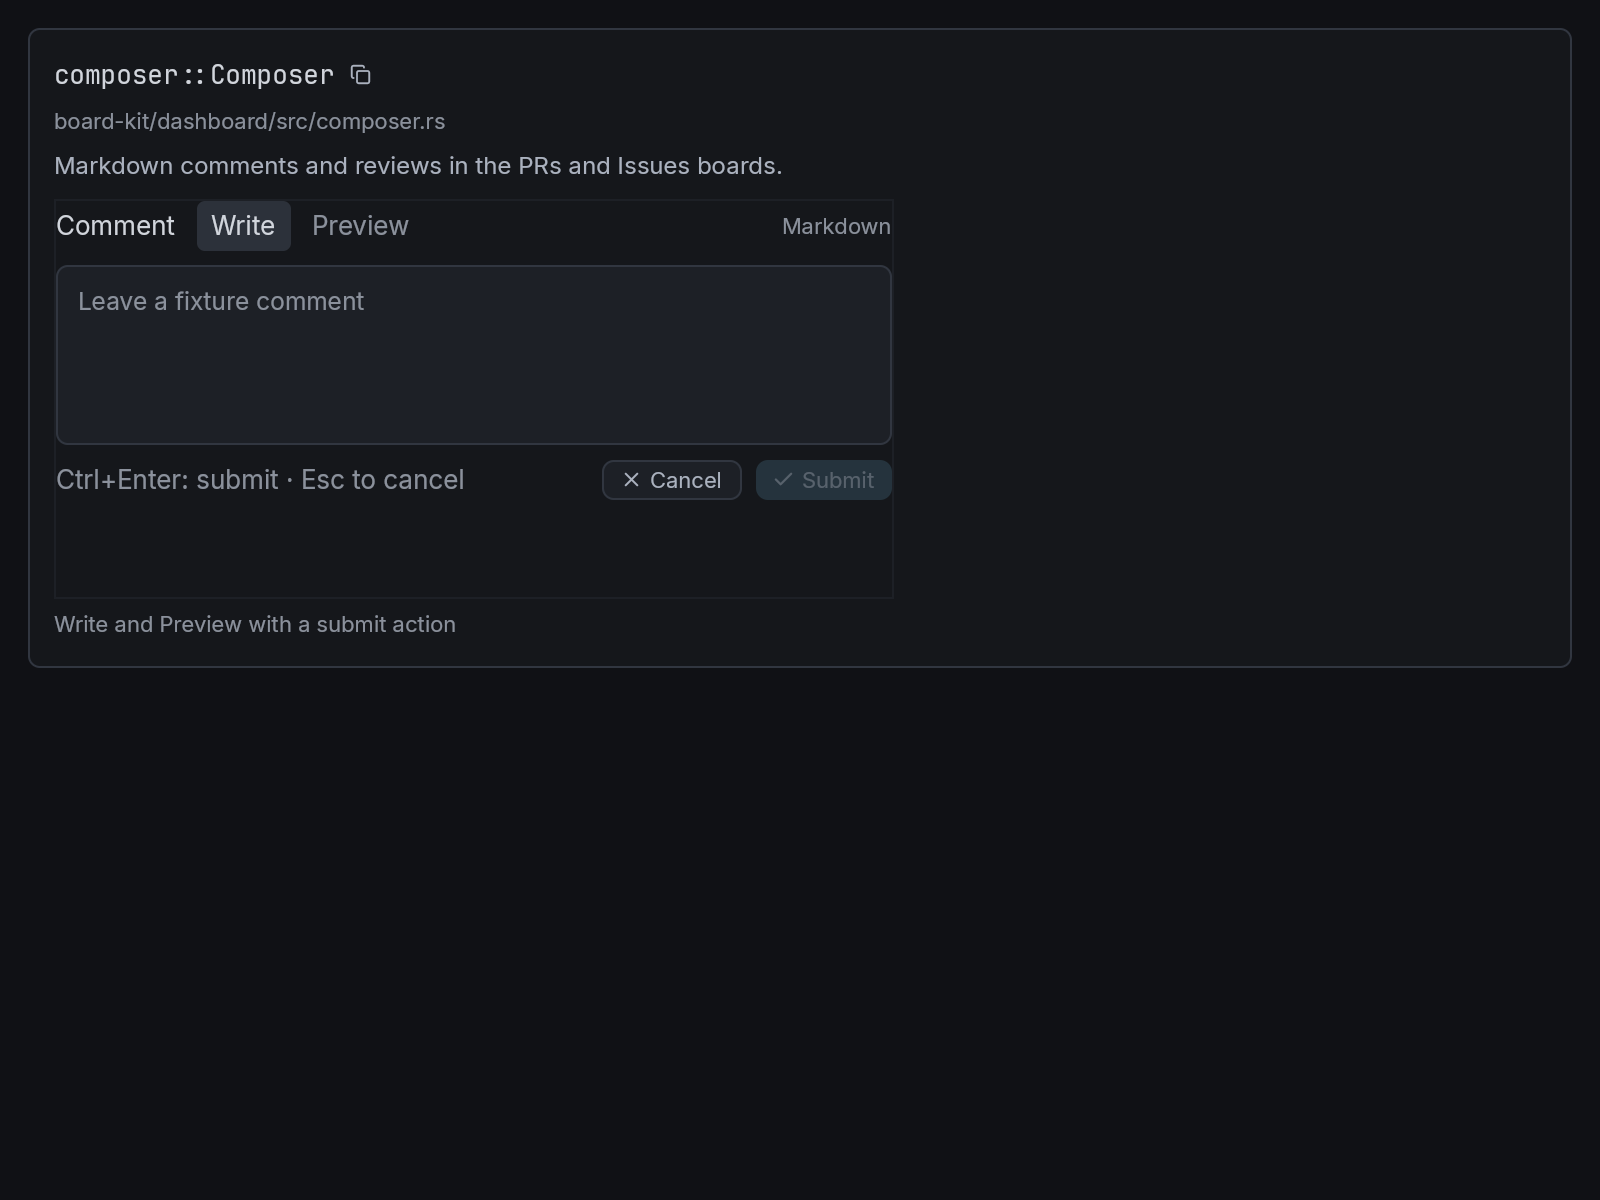 composer::Composer
board-kit/dashboard/src/composer.rs
Markdown comments and reviews in the PRs and Issues boards.
Comment Write Preview Markdown
Leave a fixture comment
Ctrl+Enter: submit · Esc to cancel Cancel Submit
Write and Preview with a submit action